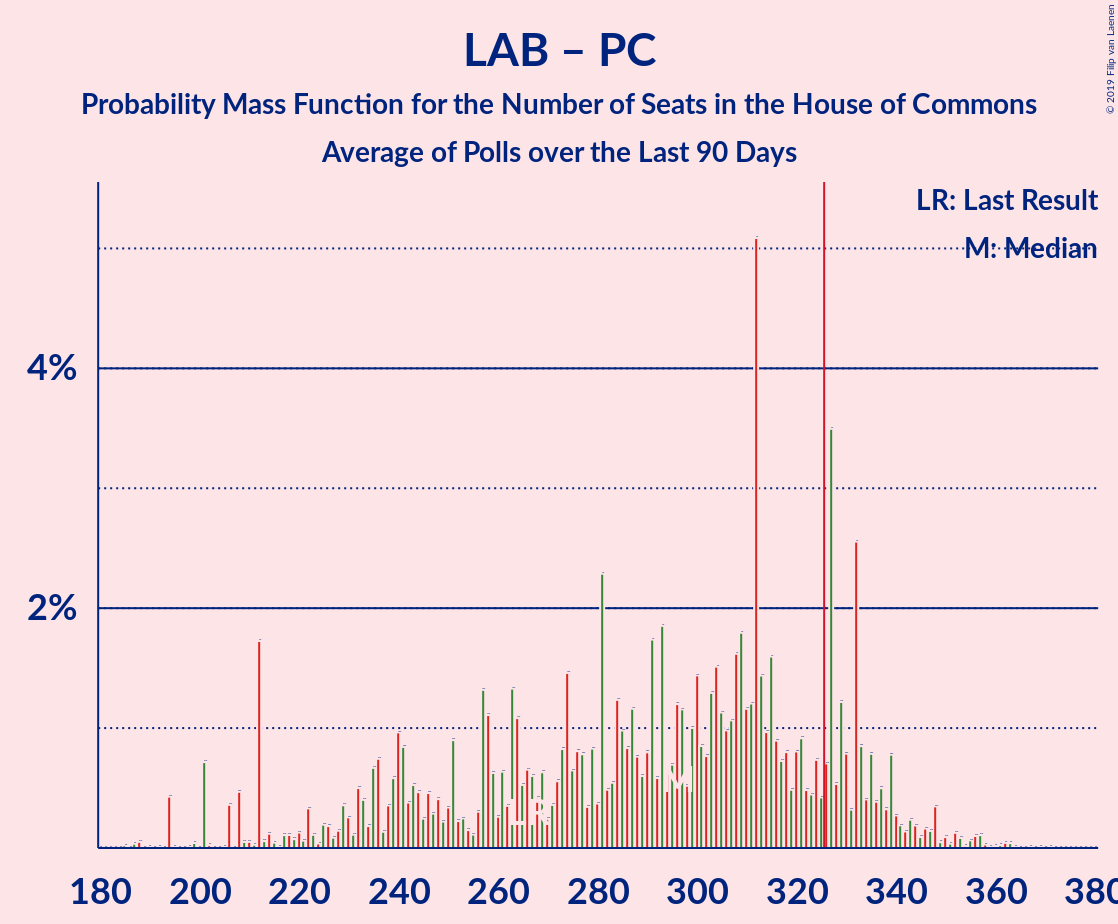 LAB – PC
Probability Mass Function for the Number of Seats in the House of Commons
Average of Polls over the Last 90 Days
© 2019 Filip van Laenen
LR: Last Result
M: Median
4%
2%
LR
M
180 200 220 240 260 280 300 320 340 360 380